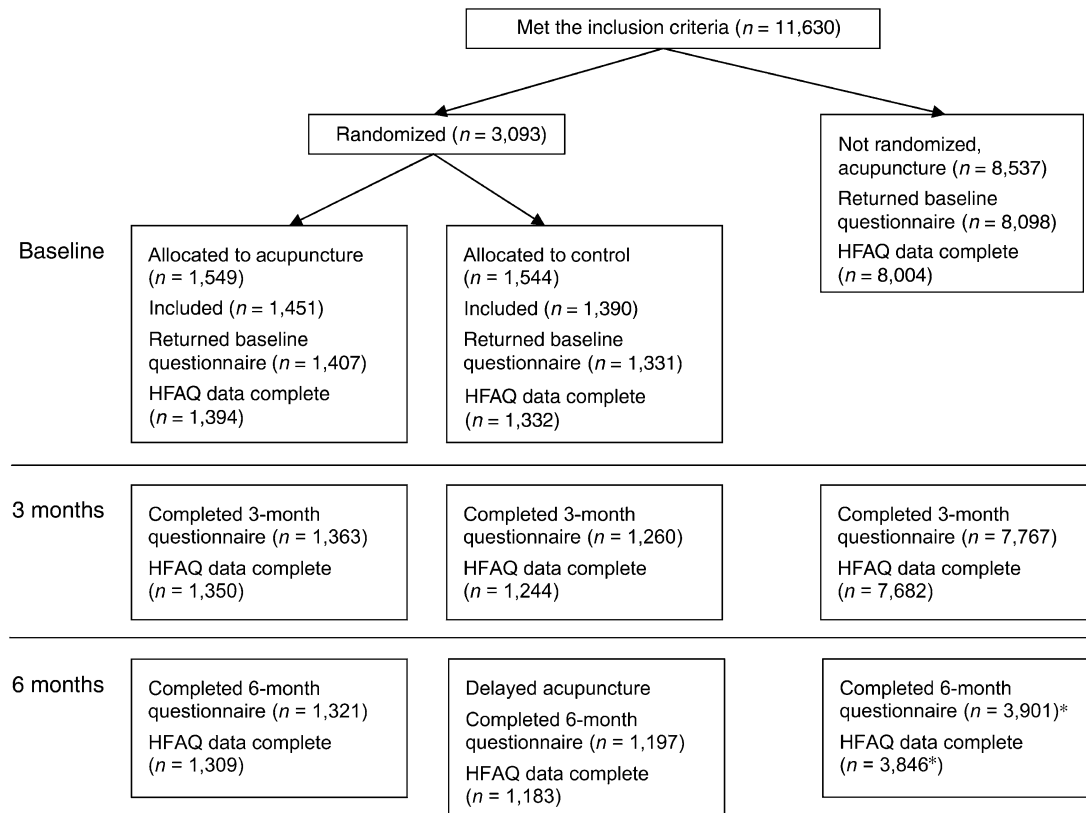 Met the inclusion criteria (n = 11,630)
Randomized (n = 3,093)
Not randomized,
acupuncture (n = 8,537)
Returned baseline
questionnaire (n = 8,098)
HFAQ data complete
(n = 8,004)
Baseline
Allocated to acupuncture
(n = 1,549)
Included (n = 1,451)
Returned baseline
questionnaire (n = 1,407)
HFAQ data complete
(n = 1,394)
Allocated to control
(n = 1,544)
Included (n = 1,390)
Returned baseline
questionnaire (n = 1,331)
HFAQ data complete
(n = 1,332)
3 months
Completed 3-month
questionnaire (n = 1,363)
HFAQ data complete
(n = 1,350)
Completed 3-month
questionnaire (n = 1,260)
HFAQ data complete
(n = 1,244)
Completed 3-month
questionnaire (n = 7,767)
HFAQ data complete
(n = 7,682)
6 months
Completed 6-month
questionnaire (n = 1,321)
HFAQ data complete
(n = 1,309)
Delayed acupuncture
Completed 6-month
questionnaire (n = 1,197)
HFAQ data complete
(n = 1,183)
Completed 6-month
questionnaire (n = 3,901)*
HFAQ data complete
(n = 3,846*)